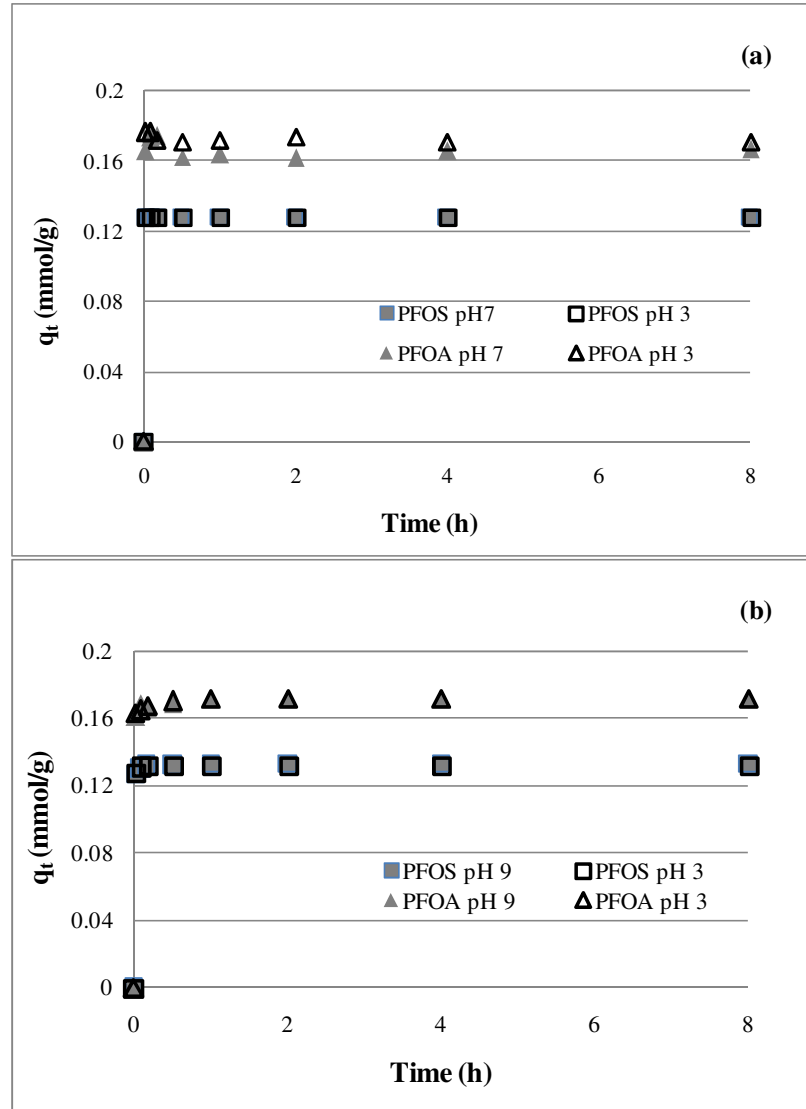 (a)
0.2
0.16
0.12
0.08
0.04
0
qt (mmol/g)
PFOS pH7
PFOS pH 3
PFOA pH 7
PFOA pH 3
0
2
4
6
8
Time (h)
(b)
0.2
0.16
0.12
0.08
0.04
0
qt (mmol/g)
PFOS pH 9
PFOS pH 3
PFOA pH 9
PFOA pH 3
0
2
4
6
8
Time (h)